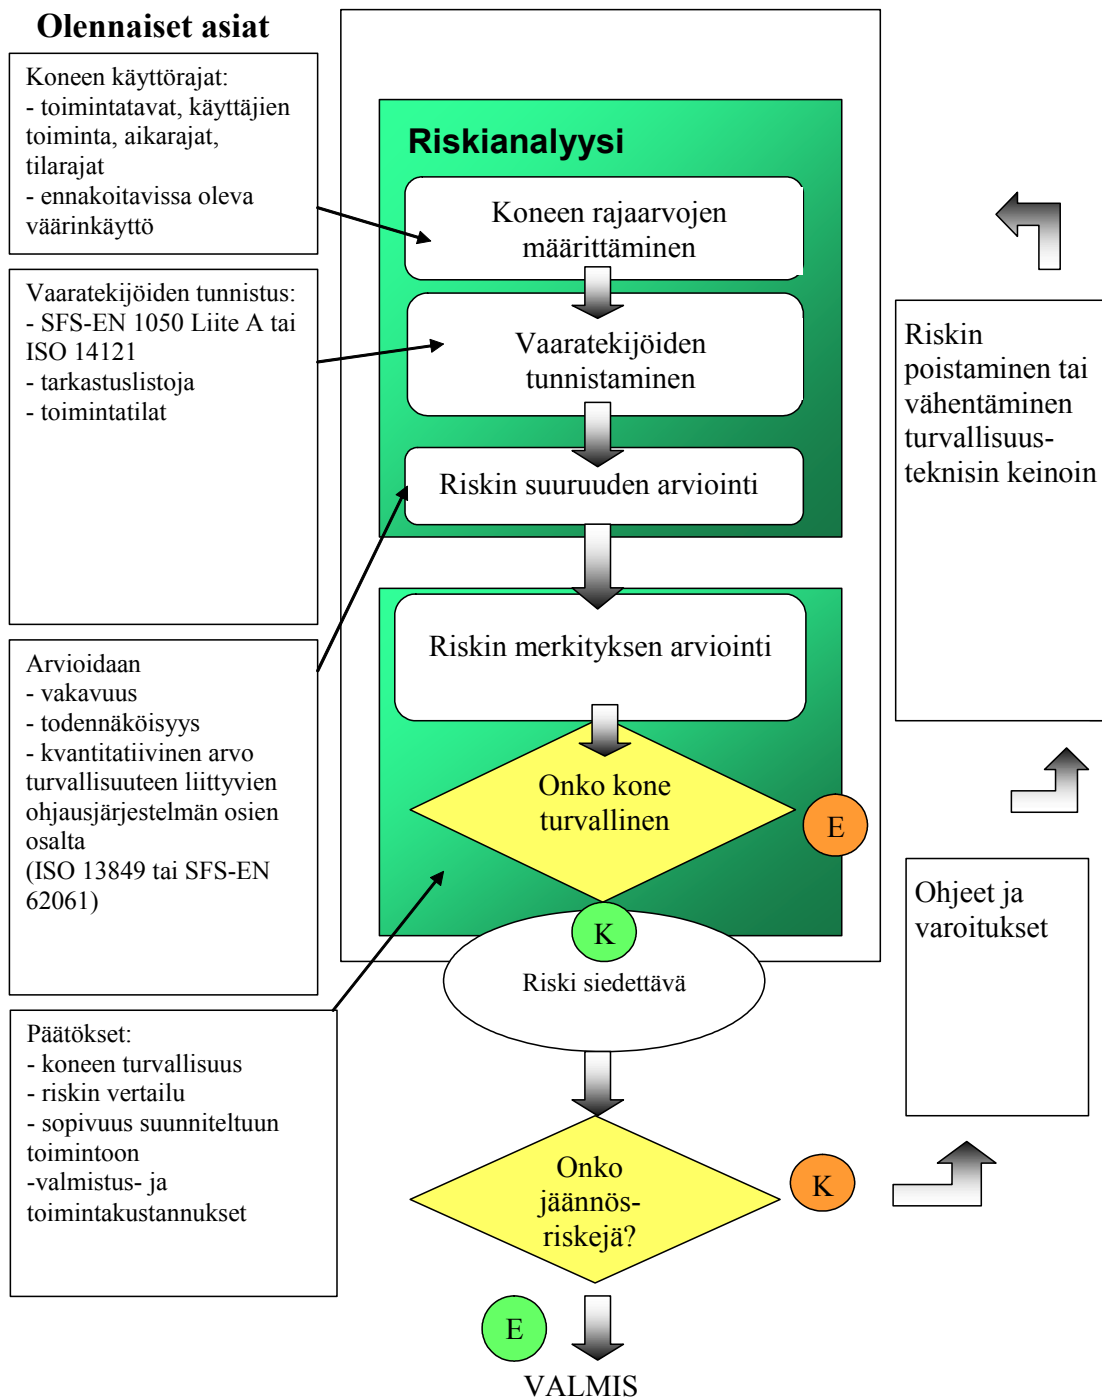 Olennaiset asiat
Koneen käyttörajat:
- toimintatavat, käyttäjien
toiminta, aikarajat,
tilarajat
- ennakoitavissa oleva
väärinkäyttö
Vaaratekijöiden tunnistus:
- SFS-EN 1050 Liite A tai
ISO 14121
- tarkastuslistoja
- toimintatilat
Arvioidaan
- vakavuus
- todennäköisyys
- kvantitatiivinen arvo
turvallisuuteen liittyvien
ohjausjärjestelmän osien
osalta
(ISO 13849 tai SFS-EN
62061)
Päätökset:
- koneen turvallisuus
- riskin vertailu
- sopivuus suunniteltuun
toimintoon
-valmistus- ja
toimintakustannukset
Riskianalyysi
Koneen rajaarvojen
määrittäminen
Vaaratekijöiden
tunnistaminen
Riskin suuruuden arviointi
Riskin merkityksen arviointi
Onko kone
turvallinen
E
K
Riski siedettävä
Onko
jäännös-
riskejä?
K
E
VALMIS
Riskin
poistaminen tai
vähentäminen
turvallisuus-
teknisin keinoin
Ohjeet ja
varoitukset